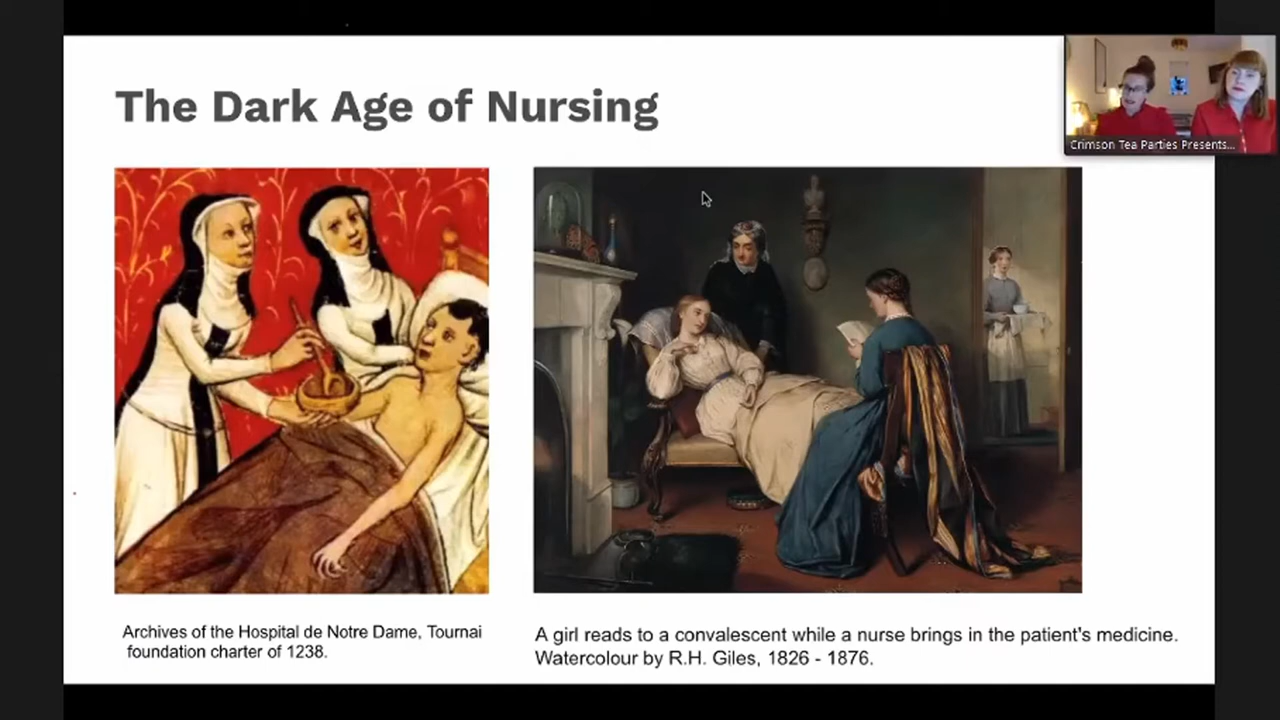 The Dark Age of Nursing
Crimson Tea Parties Presents...
Archives of the Hospital de Notre Dame, Tournai
foundation charter of 1238.
A girl reads to a convalescent while a nurse brings in the patient's medicine.
Watercolour by R.H. Giles, 1826 - 1876.